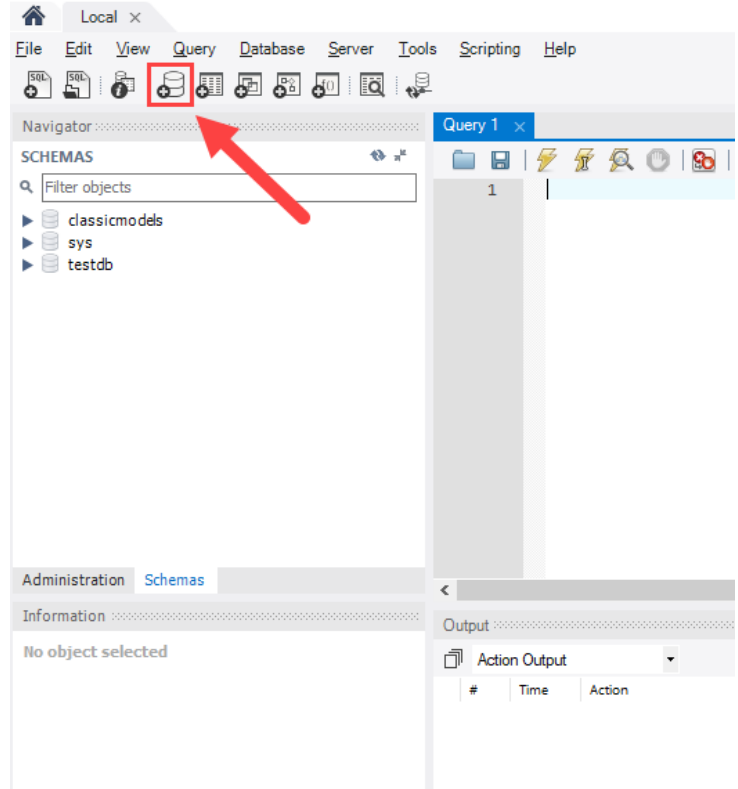 Local
File Edit View Query Database Server Tools Scripting Help
SQL SQL
Navigator
Query 1
SCHEMAS
Filter objects
1
classicmodels
sys
testdb
Administration Schemas
Information
Output
No object selected
Action Output
# Time Action